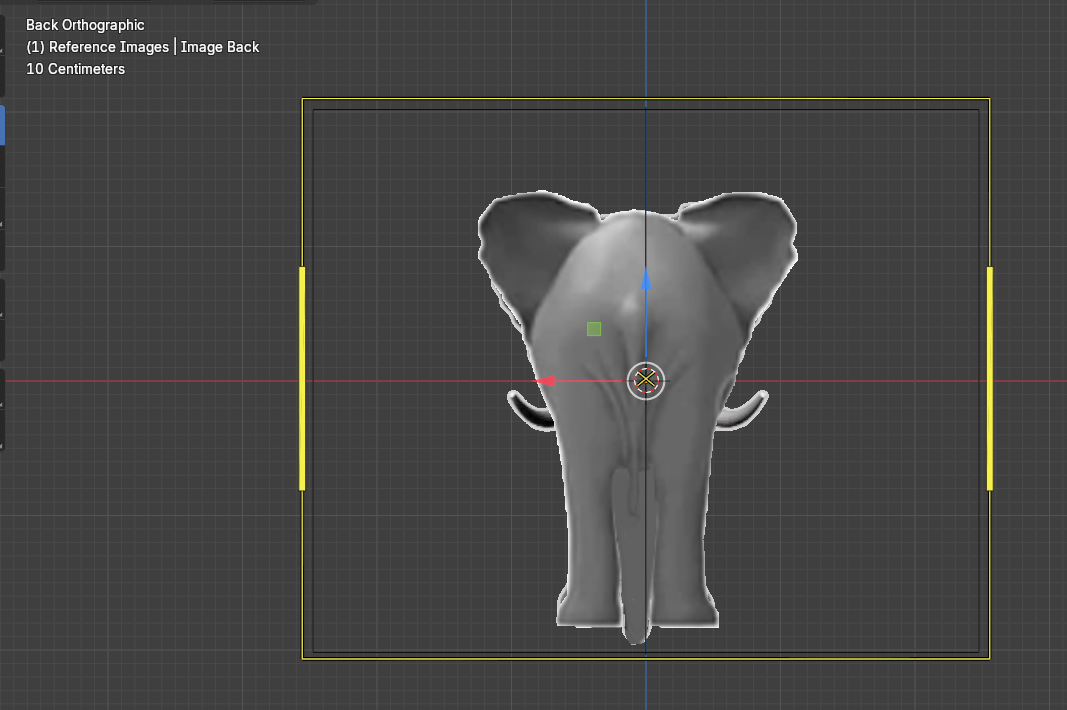 Back Orthographic
(1) Reference Images | Image Back
10 Centimeters